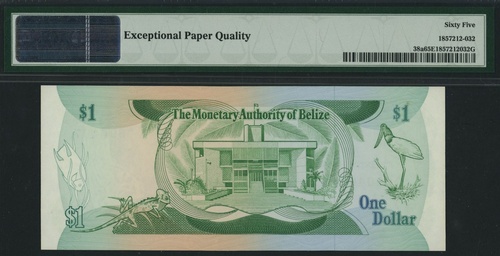 Exceptional Paper Quality
Sixty Five
1857212-032
38a65E1857212032G
$1
The Monetary Authority of Belize
$1
$1
One
Dollar